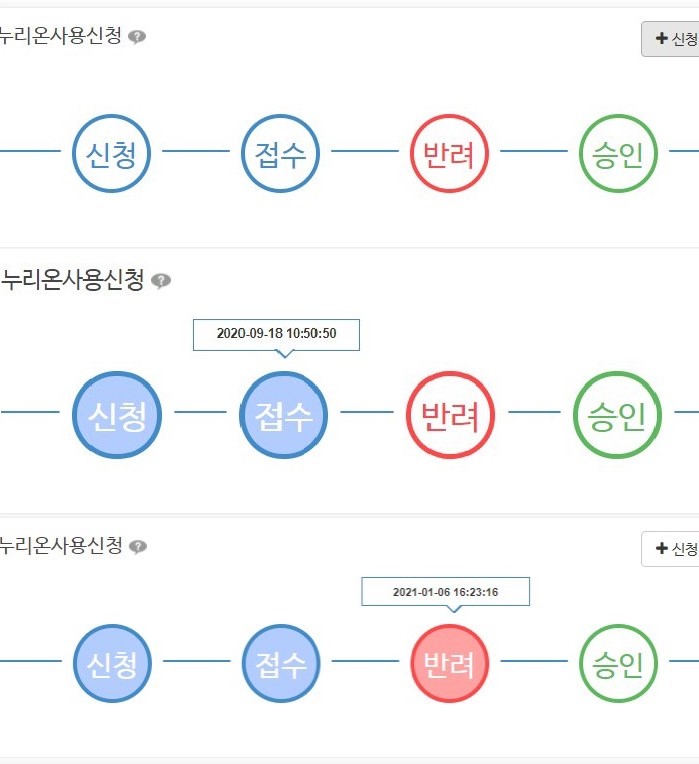 누리온사용신청 ?
+ 신청
신청 접수 반려 승인
누리온사용신청 ?
2020-09-18 10:50:50
신청 접수 반려 승인
누리온사용신청 ?
+ 신청
2021-01-06 16:23:16
신청 접수 반려 승인